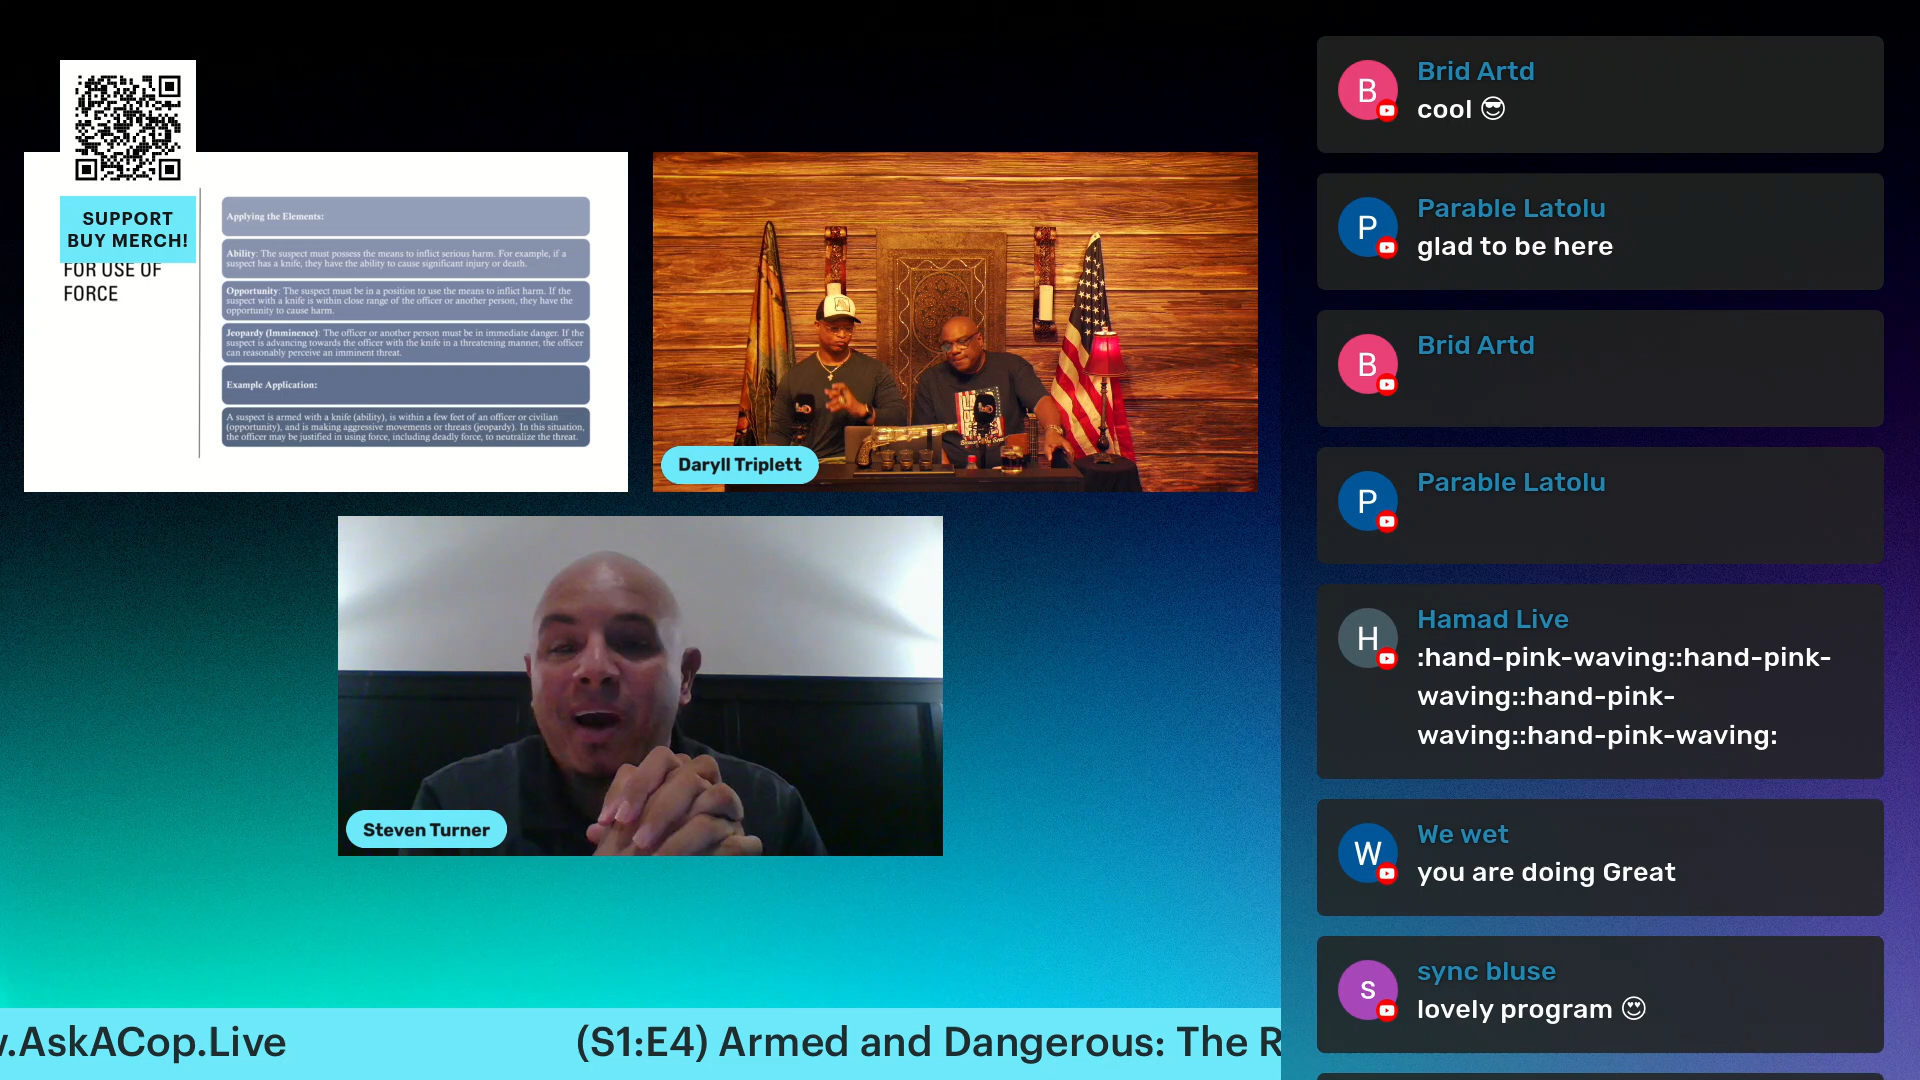 SUPPORT
BUY MERCH!
FOR USE OF
FORCE
Applying the Elements:
Ability: The suspect must possess the means to inflict serious harm. For example, if a
suspect has a knife, they have the ability to cause significant injury or death.
Opportunity: The suspect must be in a position to use the means to inflict harm. If the
suspect with a knife is within close range of the officer or another person, they have the
opportunity to cause harm.
Jeopardy (Imminence): The officer or another person must be in immediate danger. If the
suspect is advancing towards the officer with the knife in a threatening manner, the officer
can reasonably perceive an imminent threat.
Example Application:
A suspect is armed with a knife (ability), is within a few feet of an officer or civilian
(opportunity), and is making aggressive movements or threats (jeopardy). In this situation,
the officer may be justified in using force, including deadly force, to neutralize the threat.
Daryll Triplett
Steven Turner
.AskACop.Live
(S1:E4) Armed and Dangerous: The R
B
Brid Artd
cool 😎
P
Parable Latolu
glad to be here
B
Brid Artd
P
Parable Latolu
H
Hamad Live
:hand-pink-waving::hand-pink-
waving::hand-pink-
waving::hand-pink-waving:
W
We wet
you are doing Great
s
sync bluse
lovely program 😍